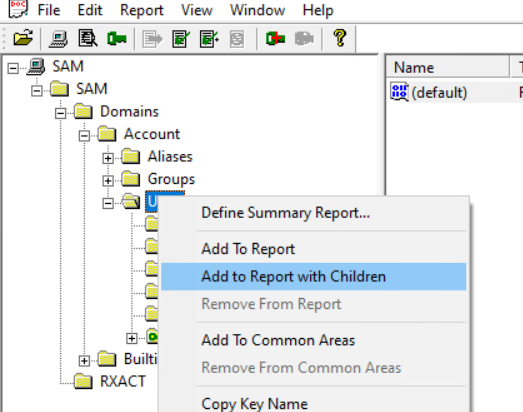 File Edit Report View Window Help
SAM
SAM
Domains
Account
Aliases
Groups
Builti
RXACT
Name
(default)
Define Summary Report...
Add To Report
Add to Report with Children
Remove From Report
Add To Common Areas
Remove From Common Areas
Copy Key Name